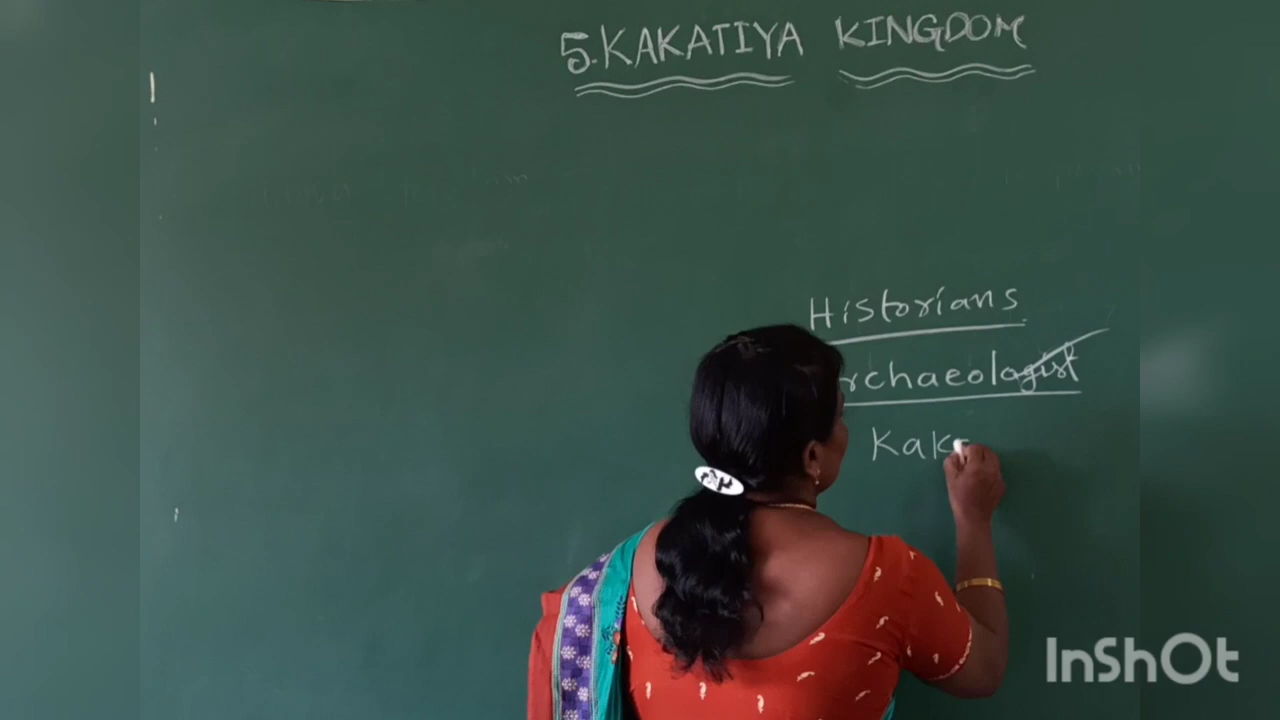 5.KAKATIYA KINGDOM
Historians.
rchaeologist
Kak
InShOt